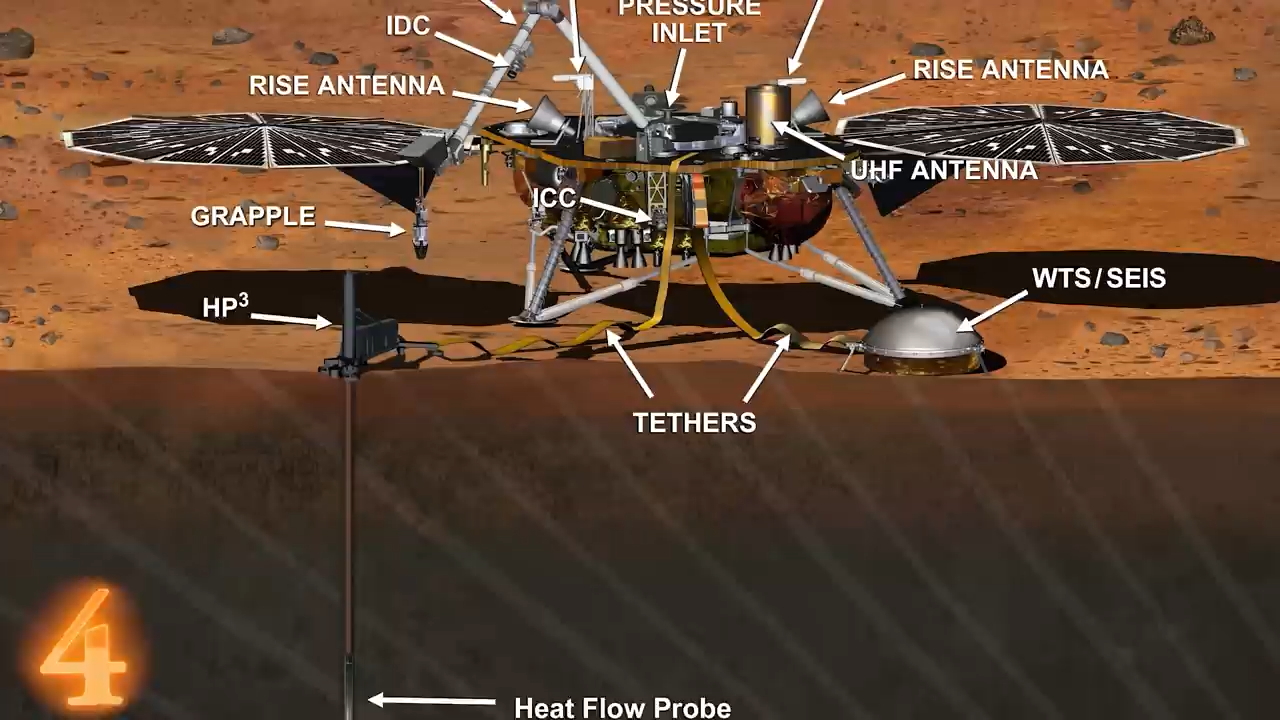 PRESSURE
INLET
IDC
RISE ANTENNA
RISE ANTENNA
UHF ANTENNA
ICC
GRAPPLE
WTS/SEIS
HP³
TETHERS
4
Heat Flow Probe